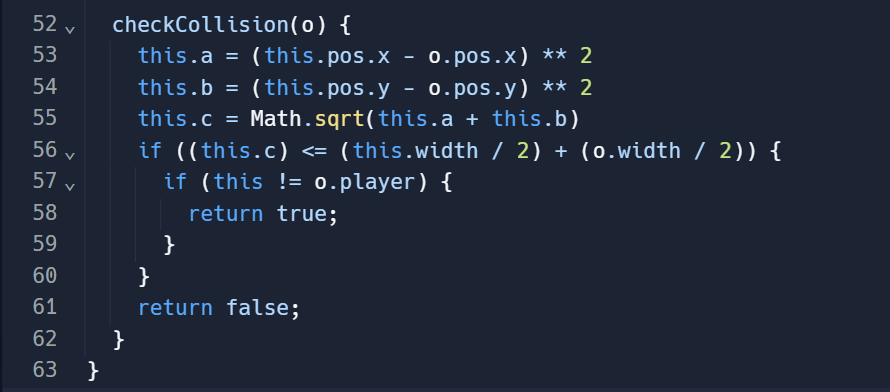 52 checkCollision(o) {
53 this.a = (this.pos.x - o.pos.x) ** 2
54 this.b = (this.pos.y - o.pos.y) ** 2
55 this.c = Math.sqrt(this.a + this.b)
56 if ((this.c) <= (this.width / 2) + (o.width / 2)) {
57 if (this != o.player) {
58 return true;
59 }
60 }
61 return false;
62 }
63 }